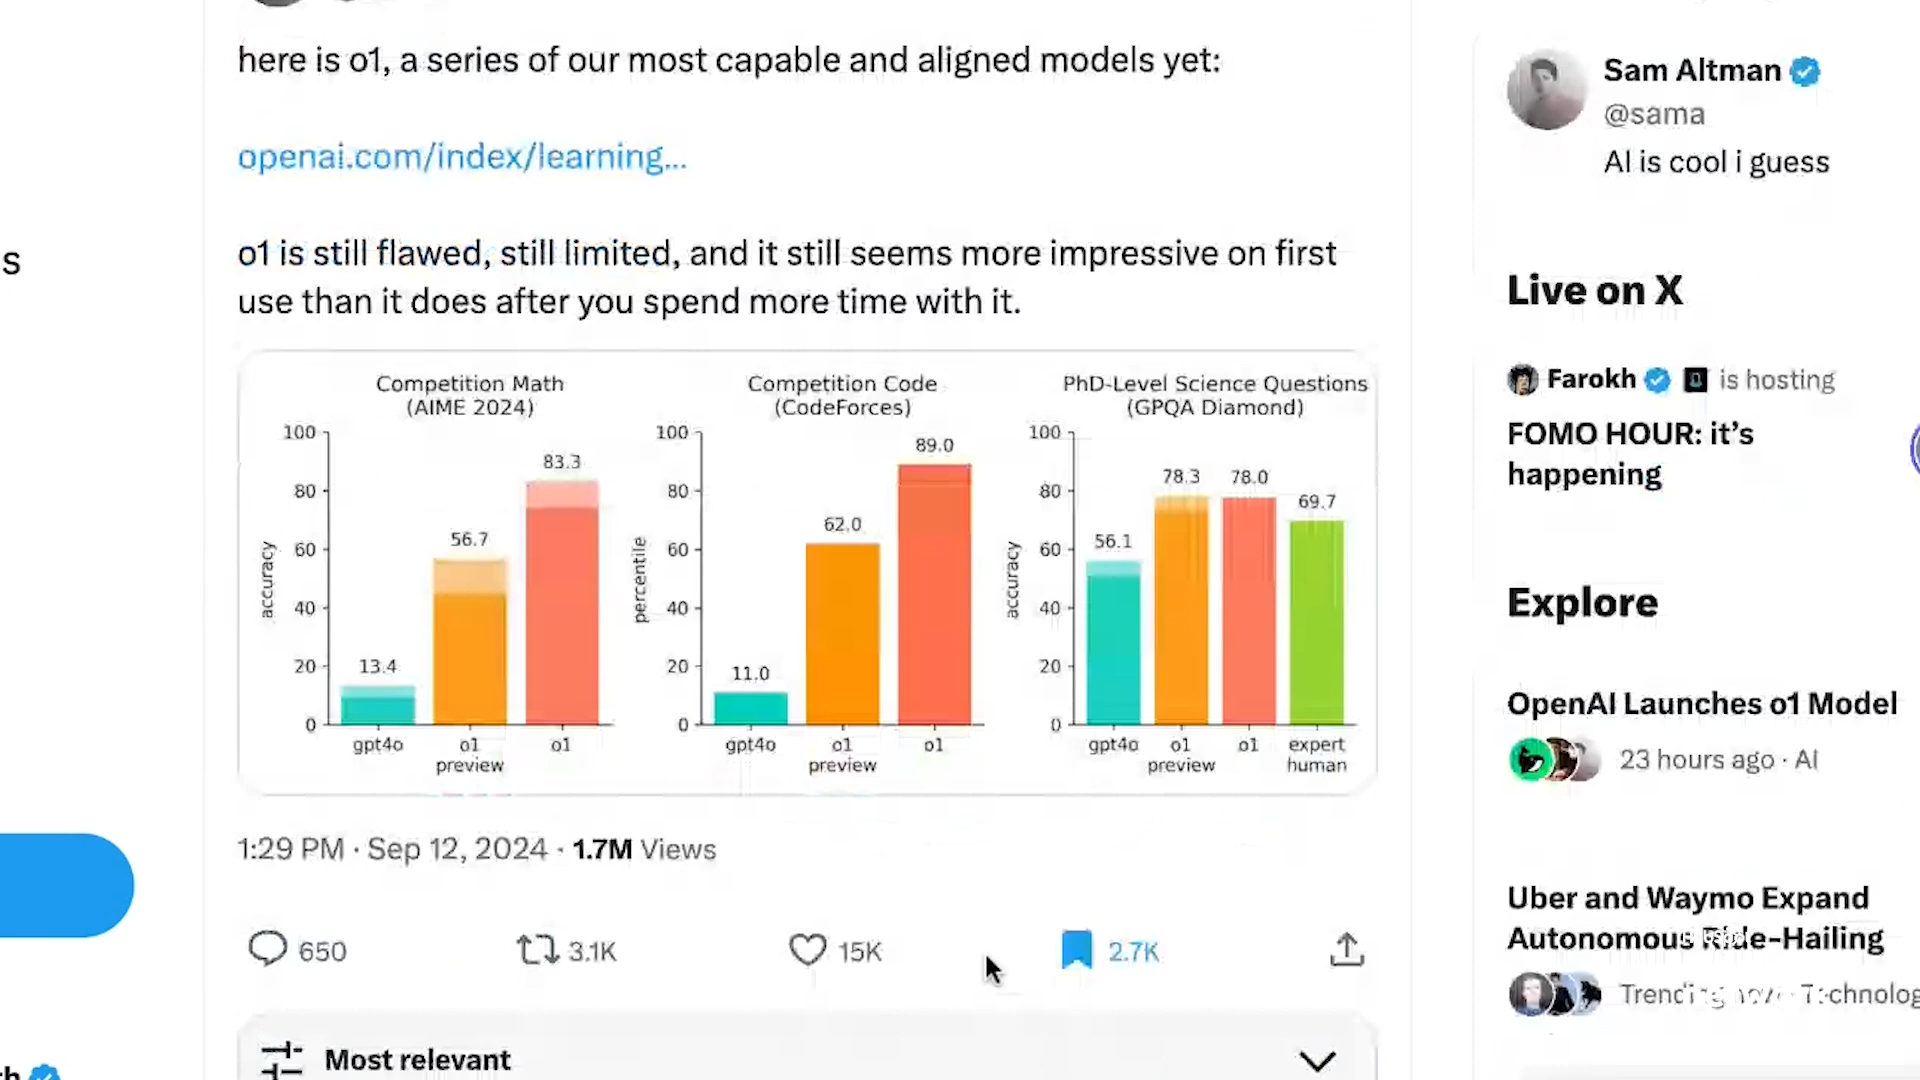 here is o1, a series of our most capable and aligned models yet:
openai.com/index/learning...
o1 is still flawed, still limited, and it still seems more impressive on first
use than it does after you spend more time with it.
Competition Math
(AIME 2024)
accuracy
100
80
60
40
20
0
13.4
56.7
83.3
gpt4o
o1
preview
o1
Competition Code
(CodeForces)
percentile
100
80
60
40
20
0
11.0
62.0
89.0
gpt4o
o1
preview
o1
PhD-Level Science Questions
(GPQA Diamond)
accuracy
100
80
60
40
20
0
56.1
78.3
78.0
69.7
gpt4o
o1
preview
o1
expert
human
1:29 PM · Sep 12, 2024 · 1.7M Views
650
3.1K
15K
2.7K
Most relevant
s
Sam Altman
@sama
AI is cool i guess
Live on X
Farokh is hosting
FOMO HOUR: it's
happening
Explore
OpenAI Launches o1 Model
23 hours ago · AI
Uber and Waymo Expand
Autonomous Ride-Hailing
Trending now · Technolog